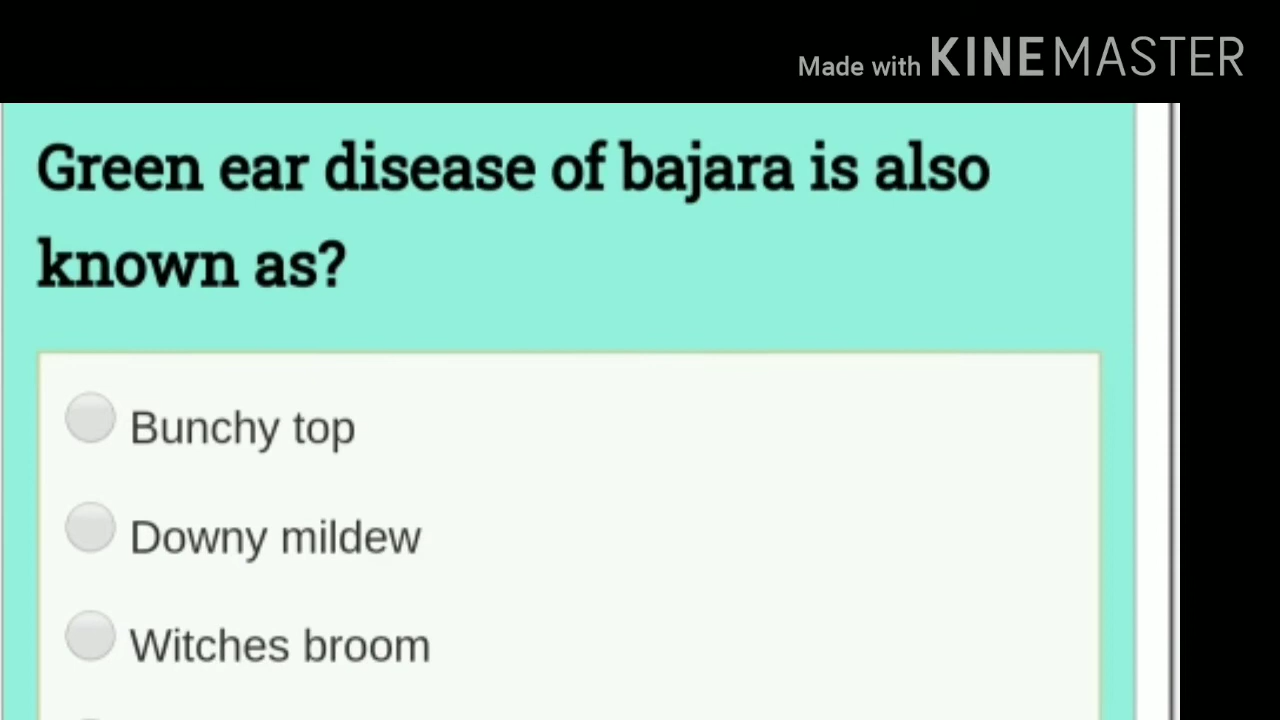 Made with KINEMASTER
Green ear disease of bajara is also
known as?
Bunchy top
Downy mildew
Witches broom